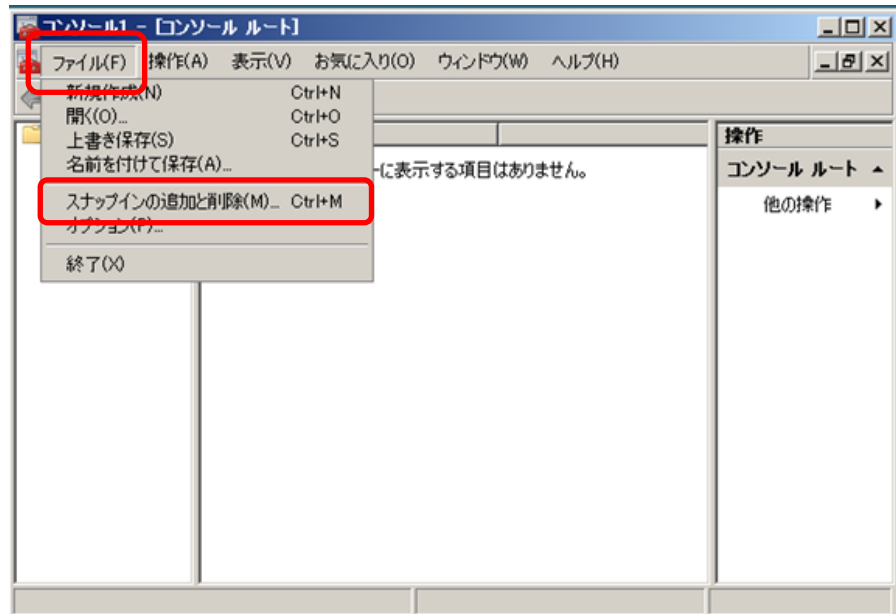 コンソール1 - [コンソール ルート]
ファイル(F) 操作(A) 表示(V) お気に入り(O) ウィンドウ(W) ヘルプ(H)
新規作成(N) Ctrl+N
開く(O)... Ctrl+O
上書き保存(S) Ctrl+S
名前を付けて保存(A)...
スナップインの追加と削除(M)... Ctrl+M
オプション(P)...
終了(X)
に表示する項目はありません。
操作
コンソール ルート
他の操作